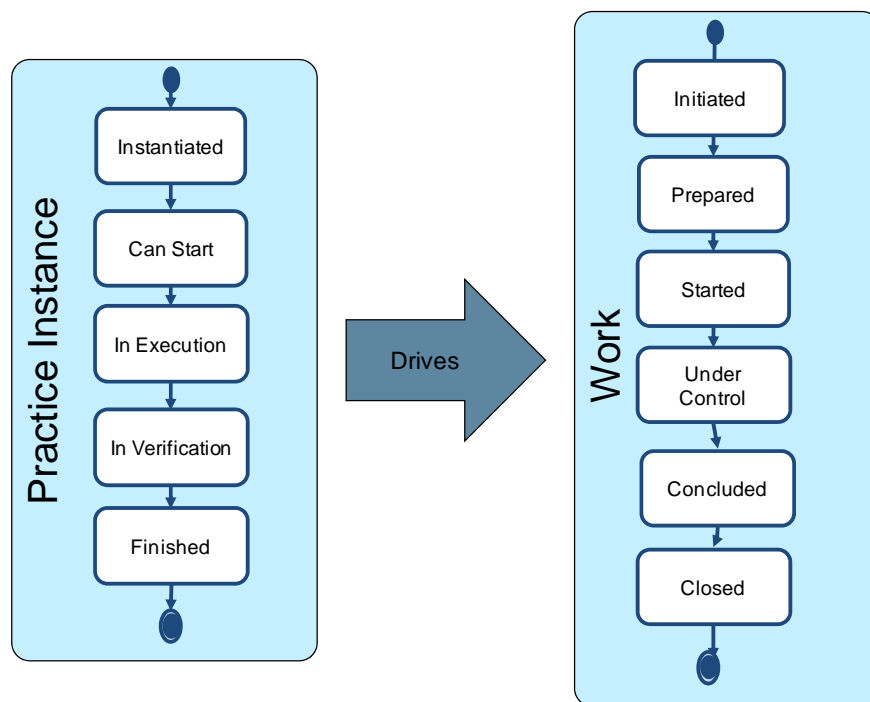 Practice Instance
Instantiated
Can Start
In Execution
In Verification
Finished
Drives
Work
Initiated
Prepared
Started
Under
Control
Concluded
Closed